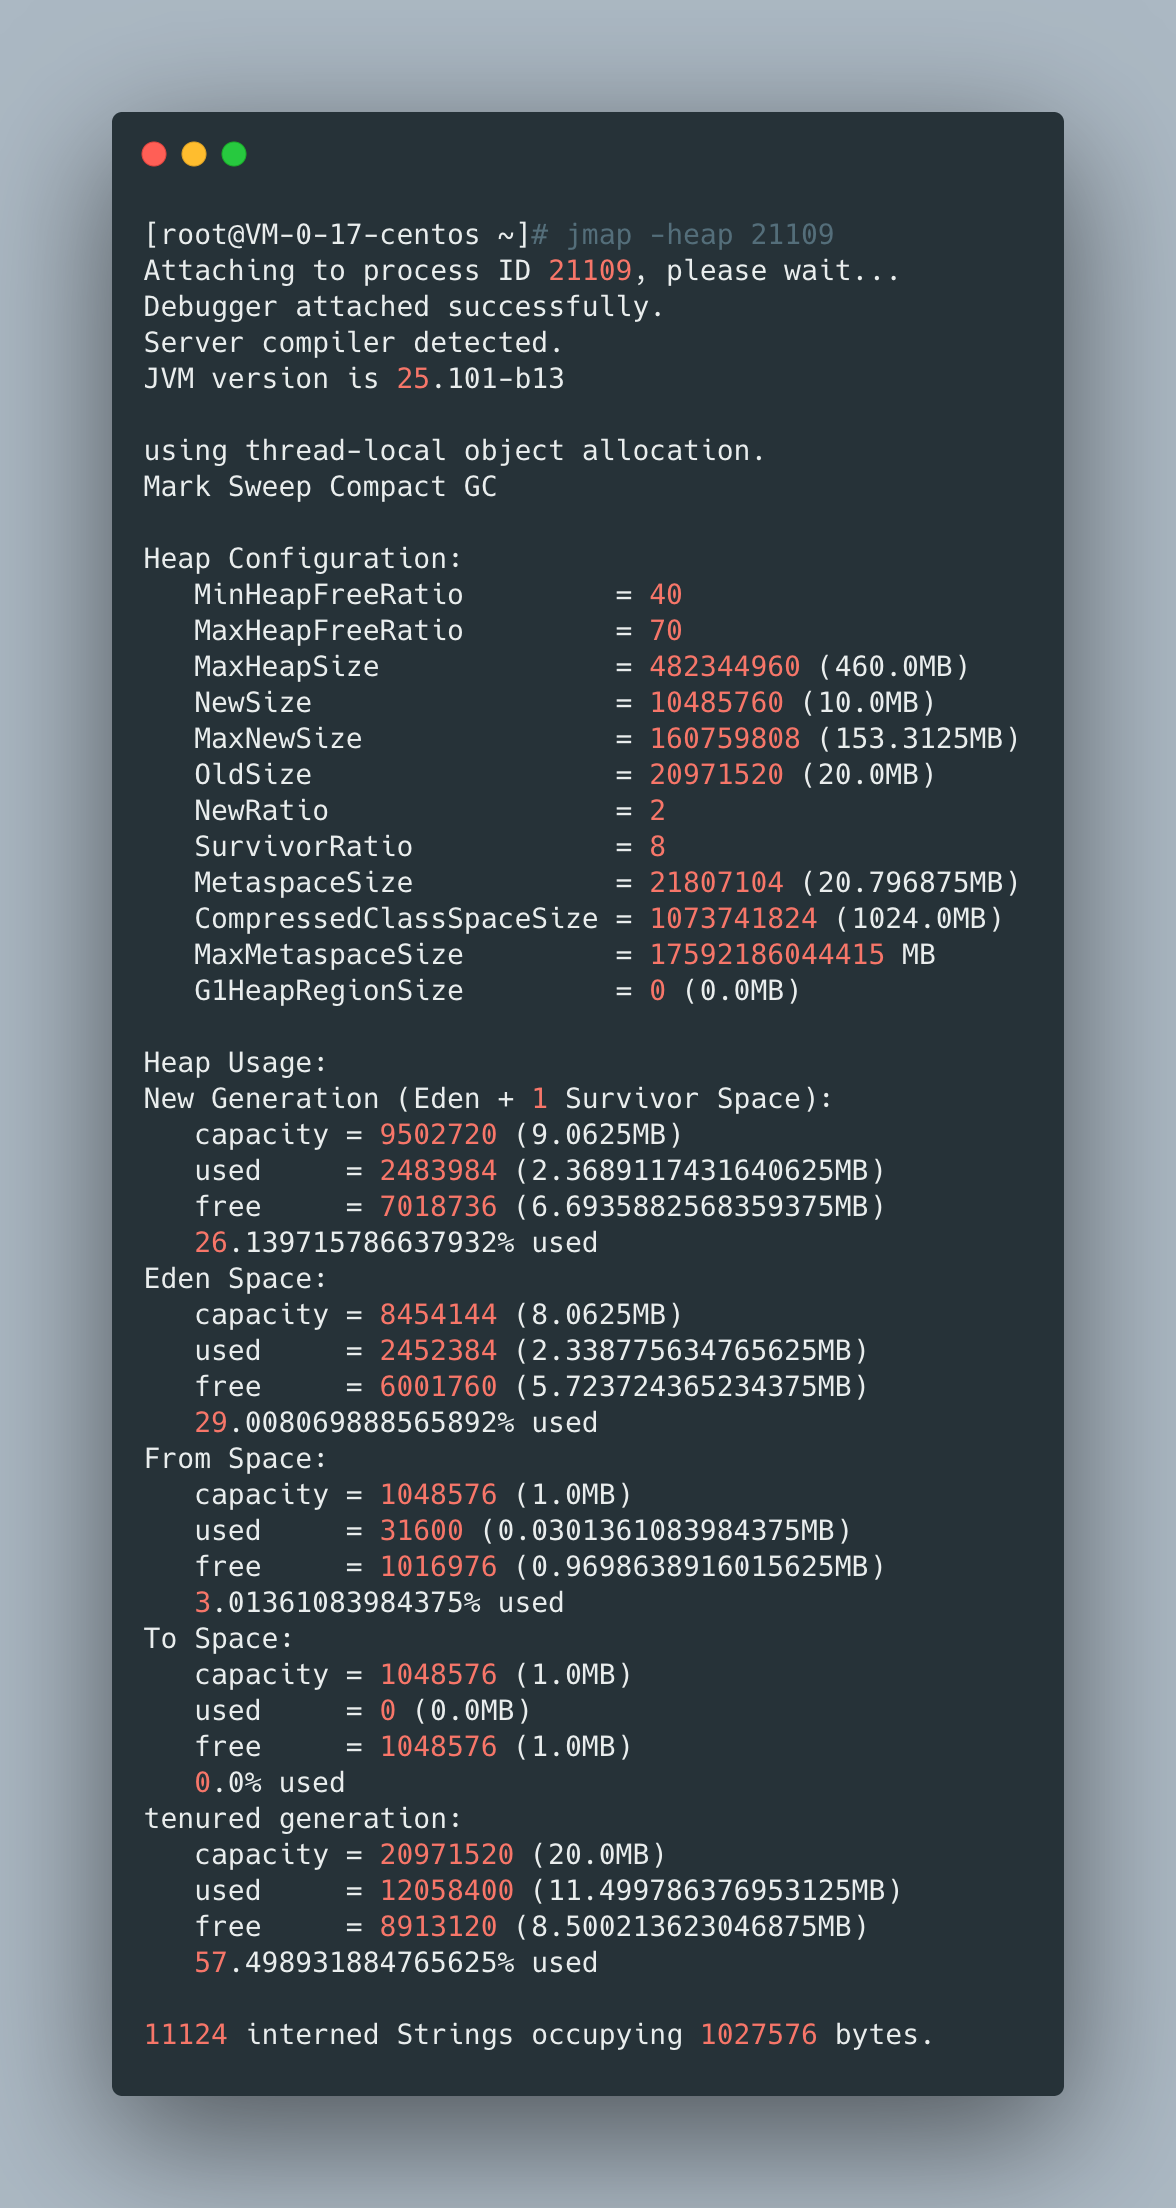 [root@VM-0-17-centos ~]# jmap -heap 21109
Attaching to process ID 21109, please wait...
Debugger attached successfully.
Server compiler detected.
JVM version is 25.101-b13

using thread-local object allocation.
Mark Sweep Compact GC

Heap Configuration:
   MinHeapFreeRatio         = 40
   MaxHeapFreeRatio         = 70
   MaxHeapSize              = 482344960 (460.0MB)
   NewSize                  = 10485760 (10.0MB)
   MaxNewSize               = 160759808 (153.3125MB)
   OldSize                  = 20971520 (20.0MB)
   NewRatio                 = 2
   SurvivorRatio            = 8
   MetaspaceSize            = 21807104 (20.796875MB)
   CompressedClassSpaceSize = 1073741824 (1024.0MB)
   MaxMetaspaceSize         = 17592186044415 MB
   G1HeapRegionSize         = 0 (0.0MB)

Heap Usage:
New Generation (Eden + 1 Survivor Space):
   capacity = 9502720 (9.0625MB)
   used     = 2483984 (2.3689117431640625MB)
   free     = 7018736 (6.6935882568359375MB)
   26.139715786637932% used
Eden Space:
   capacity = 8454144 (8.0625MB)
   used     = 2452384 (2.338775634765625MB)
   free     = 6001760 (5.723724365234375MB)
   29.008069888565892% used
From Space:
   capacity = 1048576 (1.0MB)
   used     = 31600 (0.0301361083984375MB)
   free     = 1016976 (0.9698638916015625MB)
   3.01361083984375% used
To Space:
   capacity = 1048576 (1.0MB)
   used     = 0 (0.0MB)
   free     = 1048576 (1.0MB)
   0.0% used
tenured generation:
   capacity = 20971520 (20.0MB)
   used     = 12058400 (11.499786376953125MB)
   free     = 8913120 (8.500213623046875MB)
   57.498931884765625% used

11124 interned Strings occupying 1027576 bytes.